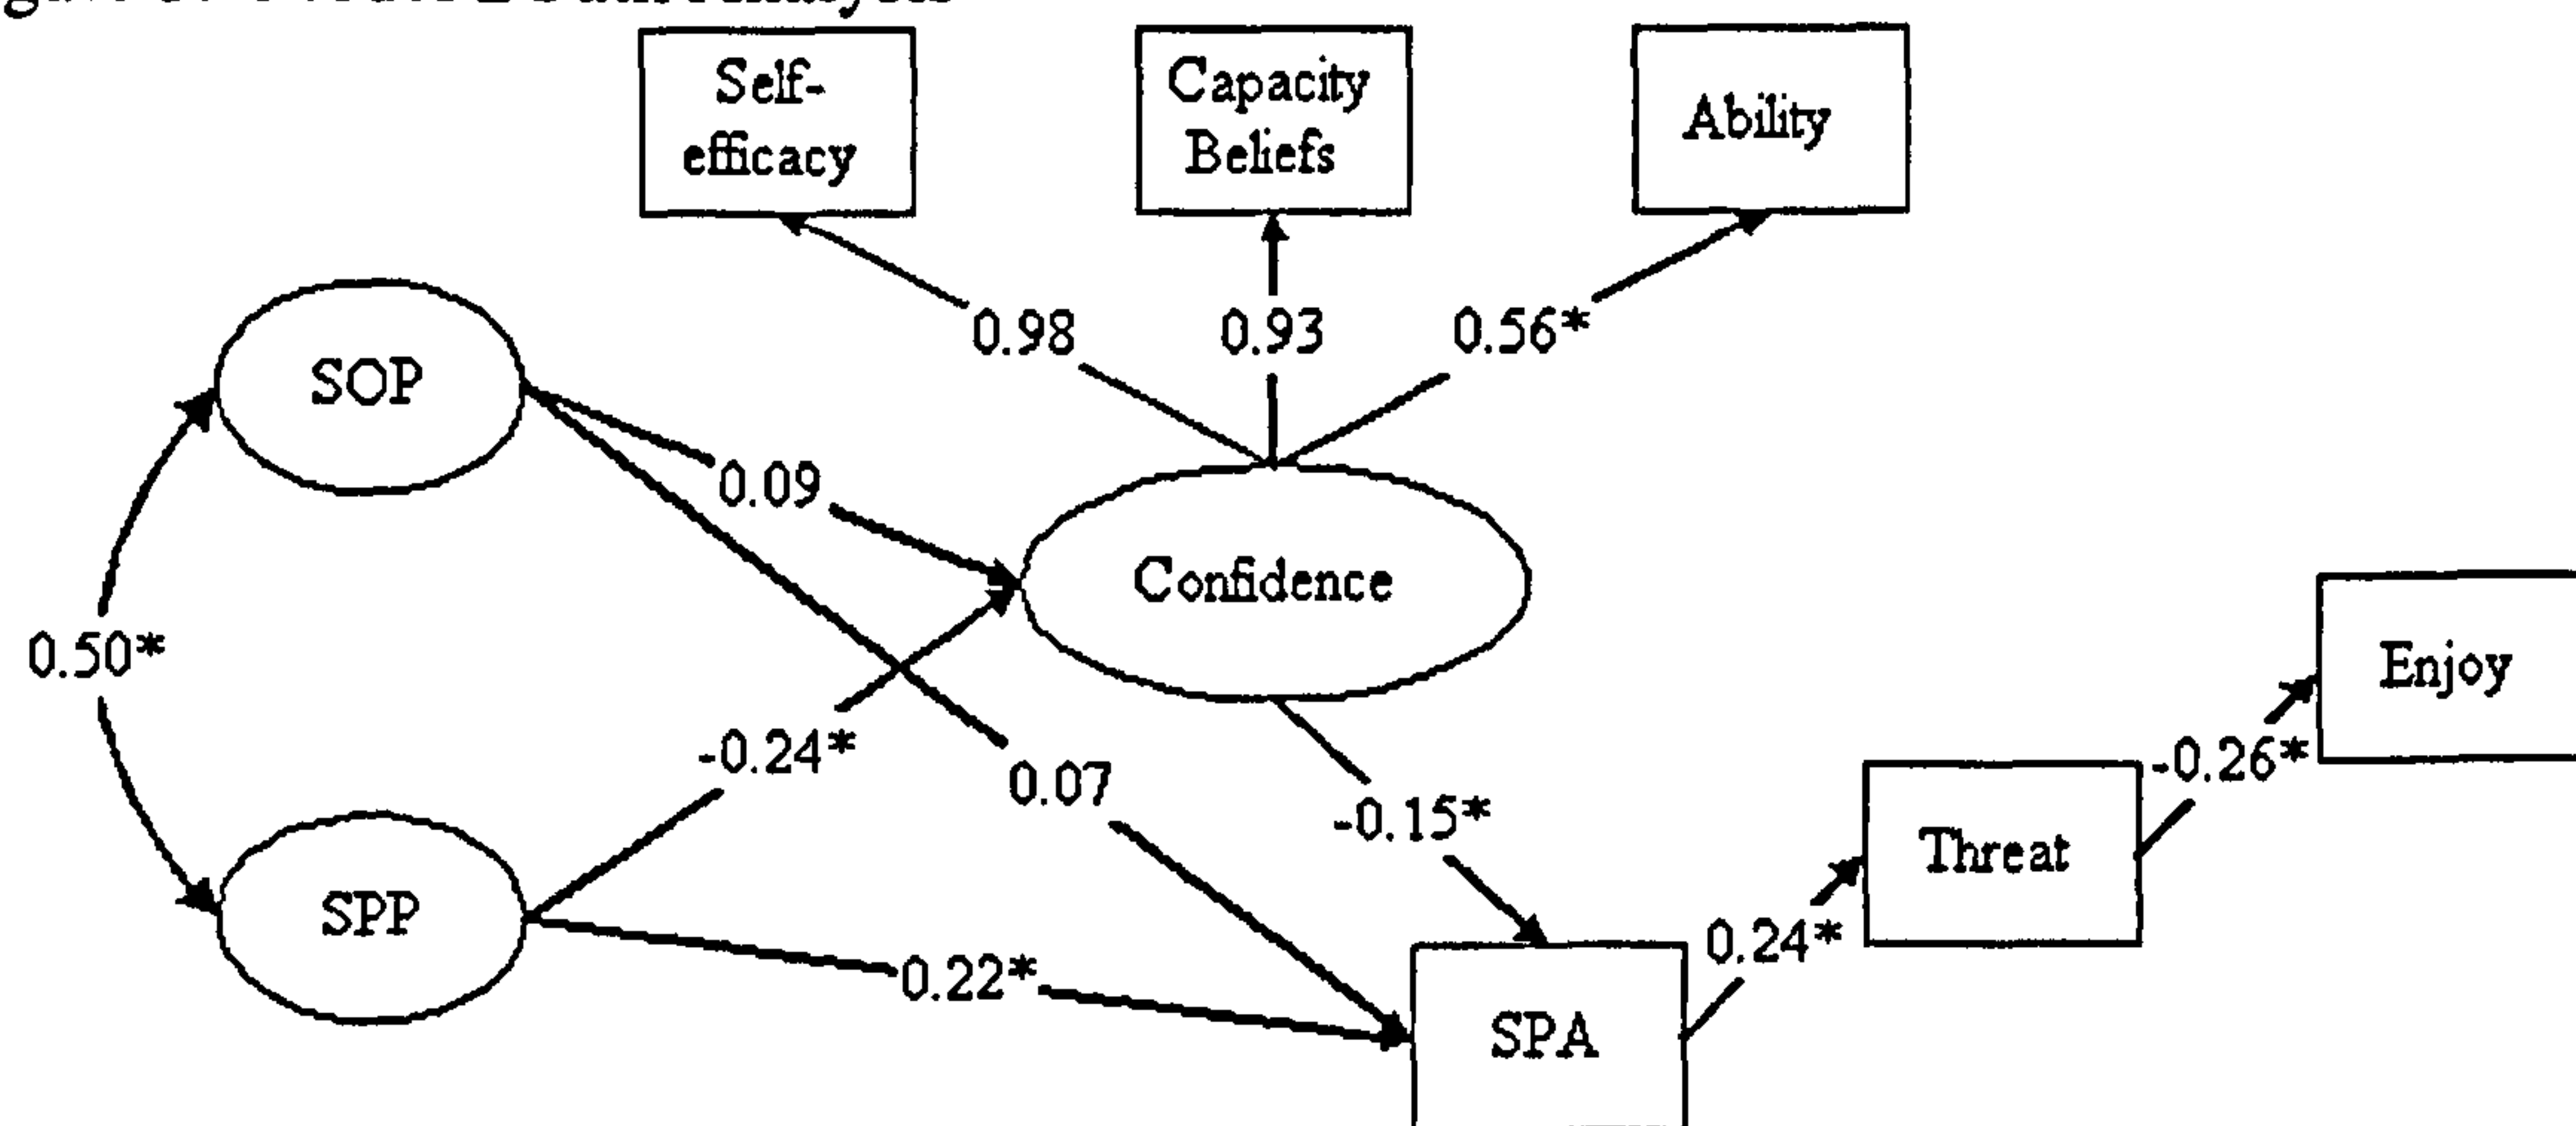 Self-
efficacy
Capacity
Beliefs
Ability
SOP
0.98
0.93
0.56*
0.09
Confidence
0.50*
Enjoy
-0.24*
0.07
-0.15*
-0.26*
Threat
SPP
0.22*
0.24*
SPA